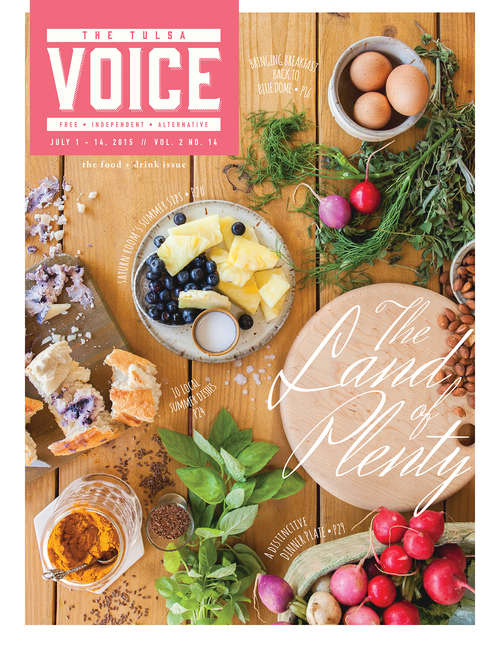 THE TULSA
VOICE
FREE • INDEPENDENT • ALTERNATIVE
JULY 1 - 14, 2015 // VOL. 2 NO. 14
the food + drink issue
BRINGING BREAKFAST
BACK TO
BLUE DOME • P16
SATURN ROOM'S SUMMER SIPS • P20
The
Land
of
Plenty
10 LOCAL
SUMMER DISHES
P24
A DISTINCTIVE
DINNER PLATE • P29